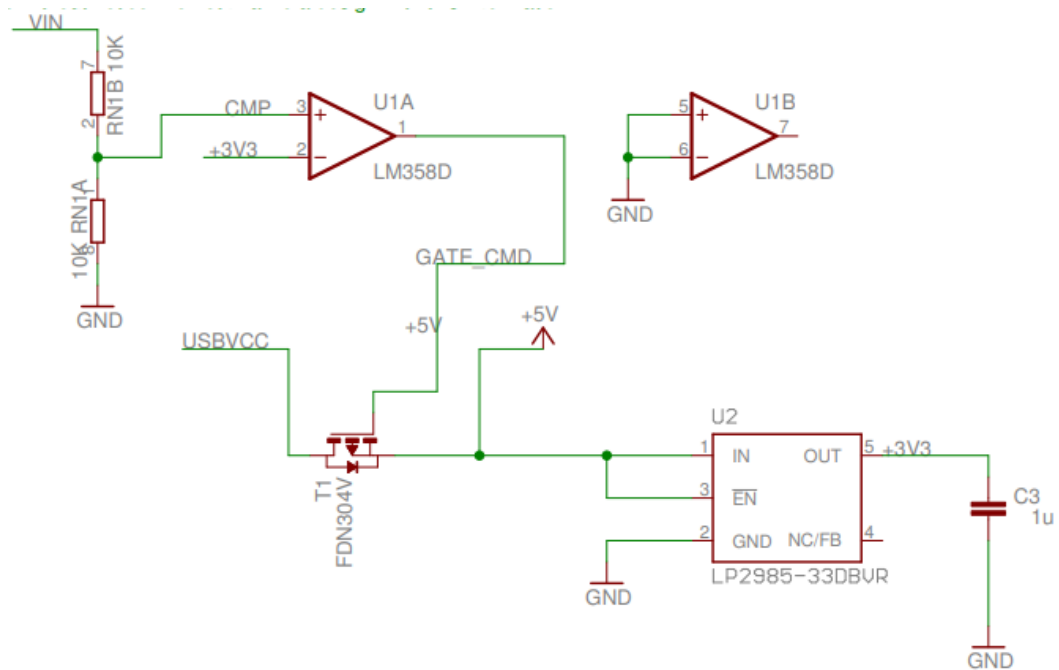 VIN
7
RN1B 10K
2
CMP
3
+
U1A
1
+3V3
2
−
LM358D
5
+
U1B
7
6
−
LM358D
GND
1
10K RN1A
8
GND
GATE_CMD
+5V
+5V
USBVCC
T1
FDN304V
U2
1
IN
OUT
5
+3V3
3
EN
2
GND
NC/FB
4
LP2985-33DBVR
GND
C3
1u
GND